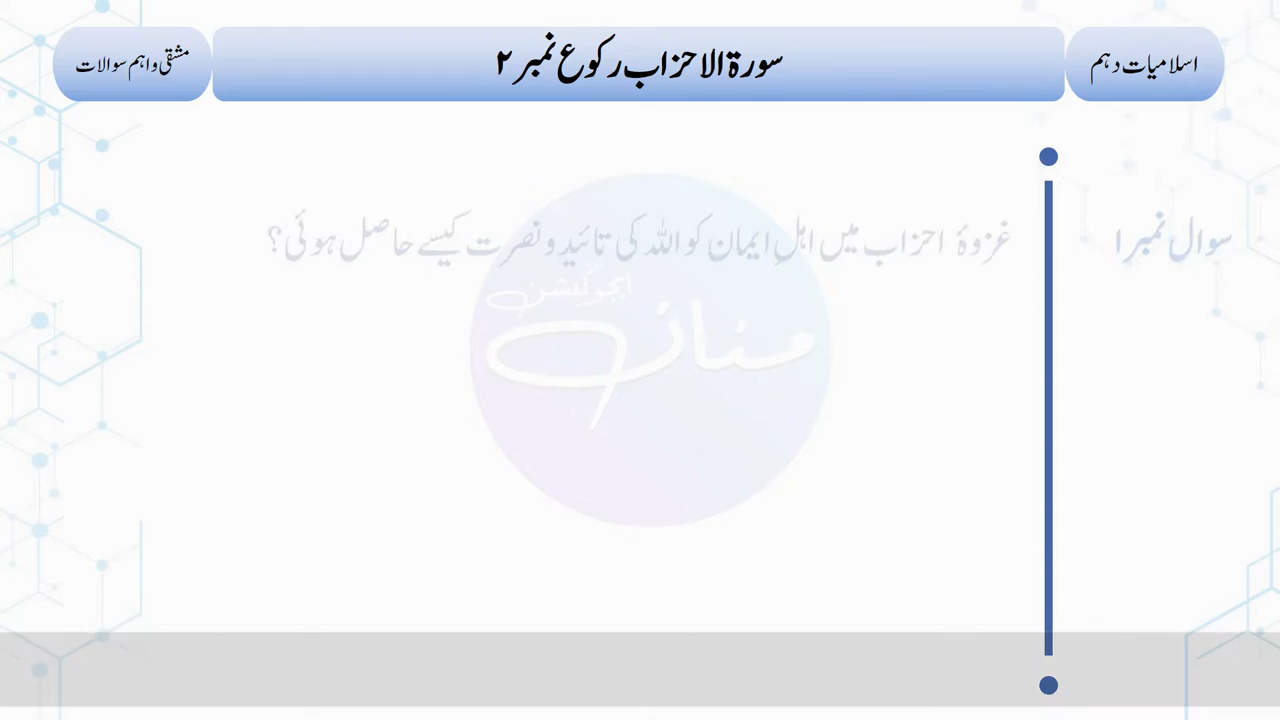 اسلامیات دہم
سورۃ الاحزاب رکوع نمبر ۲
مشقی و اہم سوالات
سوال نمبر ۱
غزوۂ احزاب میں اہلِ ایمان کو اللہ کی تائید و نصرت کیسے حاصل ہوئی؟
ایجوکیشن
منان